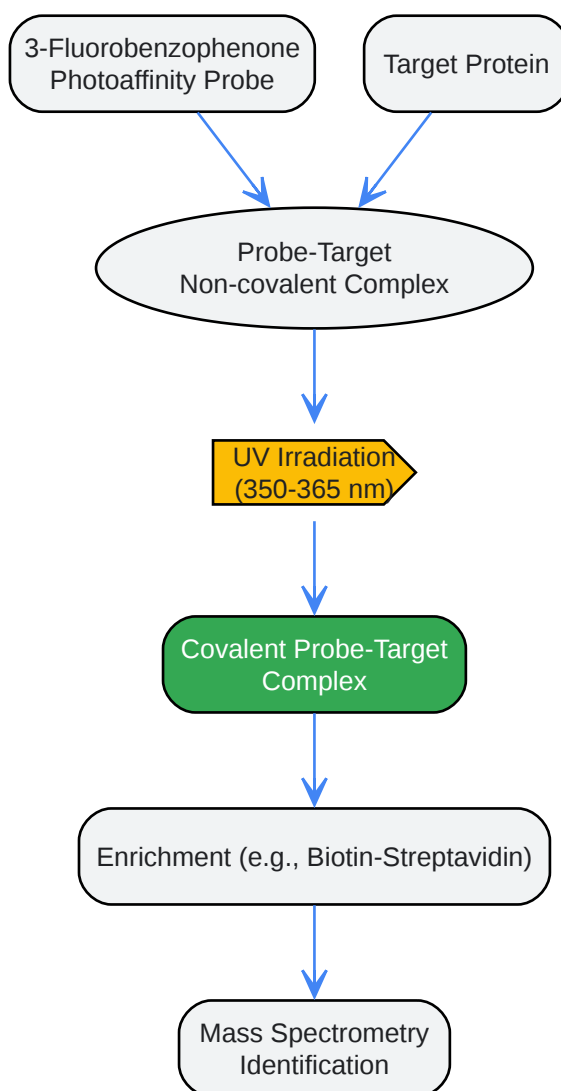 3-Fluorobenzophenone
Photoaffinity Probe
Target Protein
Probe-Target
Non-covalent Complex
UV Irradiation
(350-365 nm)
Covalent Probe-Target
Complex
Enrichment (e.g., Biotin-Streptavidin)
Mass Spectrometry
Identification